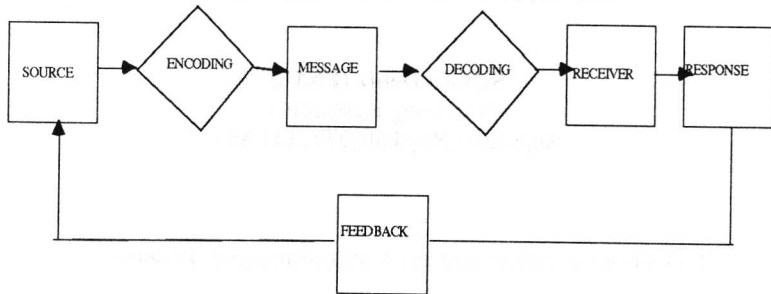 SOURCE
ENCODING
MESSAGE
DECODING
RECEIVER
RESPONSE
FEEDBACK